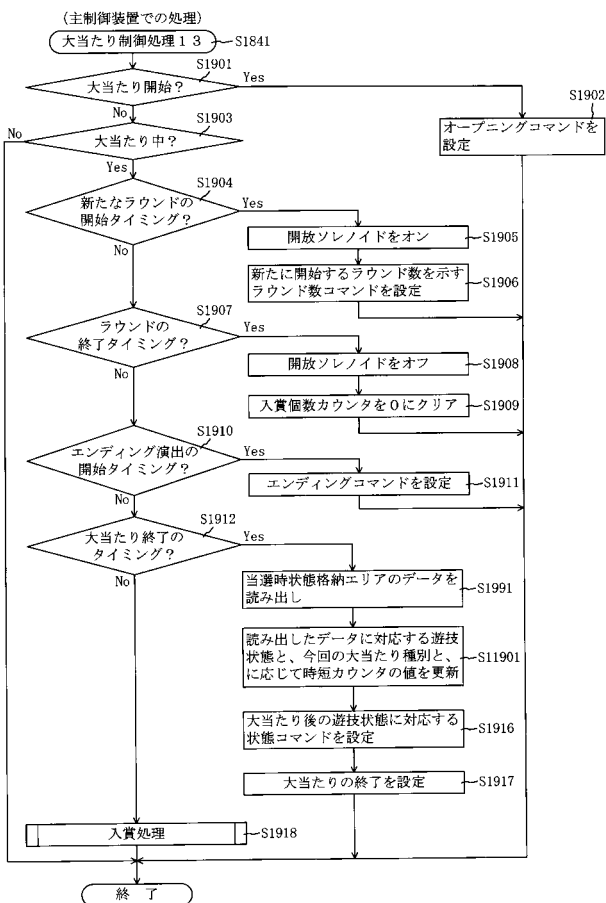 (主制御装置での処理)
大当たり制御処理13
S1841
S1901
大当たり開始?
Yes
S1902
No
S1903
オープニングコマンドを
設定
No
大当たり中?
Yes
S1904
新たなラウンドの
開始タイミング?
Yes
開放ソレノイドをオン
S1905
No
新たに開始するラウンド数を示す
ラウンド数コマンドを設定
S1906
S1907
ラウンドの
終了タイミング?
Yes
開放ソレノイドをオフ
S1908
No
入賞個数カウンタを0にクリア
S1909
S1910
エンディング演出の
開始タイミング?
Yes
エンディングコマンドを設定
S1911
No
S1912
大当たり終了の
タイミング?
Yes
No
当選時状態格納エリアのデータを
読み出し
S1991
読み出したデータに対応する遊技
状態と、今回の大当たり種別と、
に応じて時短カウンタの値を更新
S11901
大当たり後の遊技状態に対応する
状態コマンドを設定
S1916
大当たりの終了を設定
S1917
入賞処理
S1918
終 了